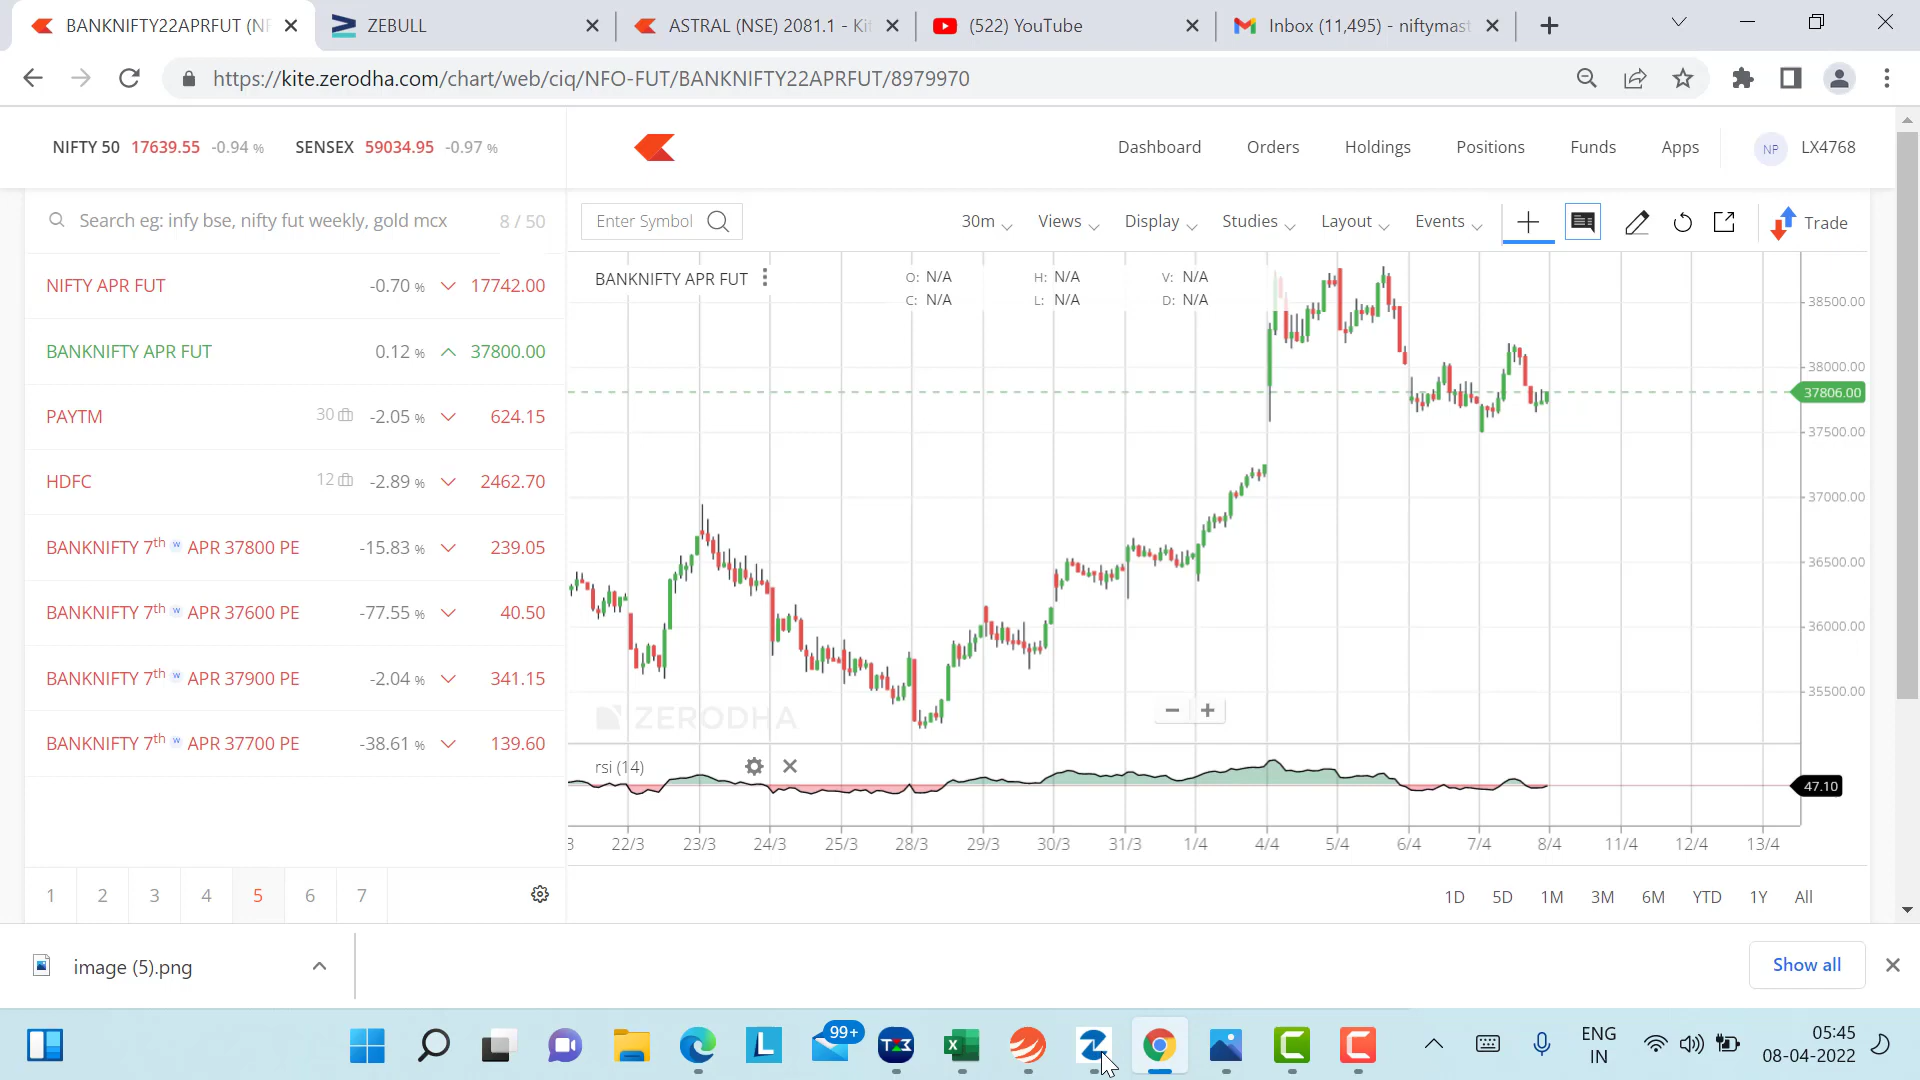 BANKNIFTY22APRFUT (NF
ZEBULL
ASTRAL (NSE) 2081.1 - Kit
(522) YouTube
Inbox (11,495) - niftymast
https://kite.zerodha.com/chart/web/ciq/NFO-FUT/BANKNIFTY22APRFUT/8979970
NIFTY 50 17639.55 -0.94 % SENSEX 59034.95 -0.97 %
Dashboard Orders Holdings Positions Funds Apps NP LX4768
Search eg: infy bse, nifty fut weekly, gold mcx 8 / 50
Enter Symbol 30m Views Display Studies Layout Events Trade
NIFTY APR FUT -0.70 % 17742.00
BANKNIFTY APR FUT 0.12 % 37800.00
PAYTM 30 -2.05 % 624.15
HDFC 12 -2.89 % 2462.70
BANKNIFTY 7th w APR 37800 PE -15.83 % 239.05
BANKNIFTY 7th w APR 37600 PE -77.55 % 40.50
BANKNIFTY 7th w APR 37900 PE -2.04 % 341.15
BANKNIFTY 7th w APR 37700 PE -38.61 % 139.60
1 2 3 4 5 6 7
BANKNIFTY APR FUT
O: N/A H: N/A V: N/A
C: N/A L: N/A D: N/A
38500.00
38000.00
37806.00
37500.00
37000.00
36500.00
36000.00
35500.00
ZERODHA
rsi (14)
47.10
3 22/3 23/3 24/3 25/3 28/3 29/3 30/3 31/3 1/4 4/4 5/4 6/4 7/4 8/4 11/4 12/4 13/4
1D 5D 1M 3M 6M YTD 1Y All
image (5).png
Show all
99+
ENG
IN
05:45
08-04-2022